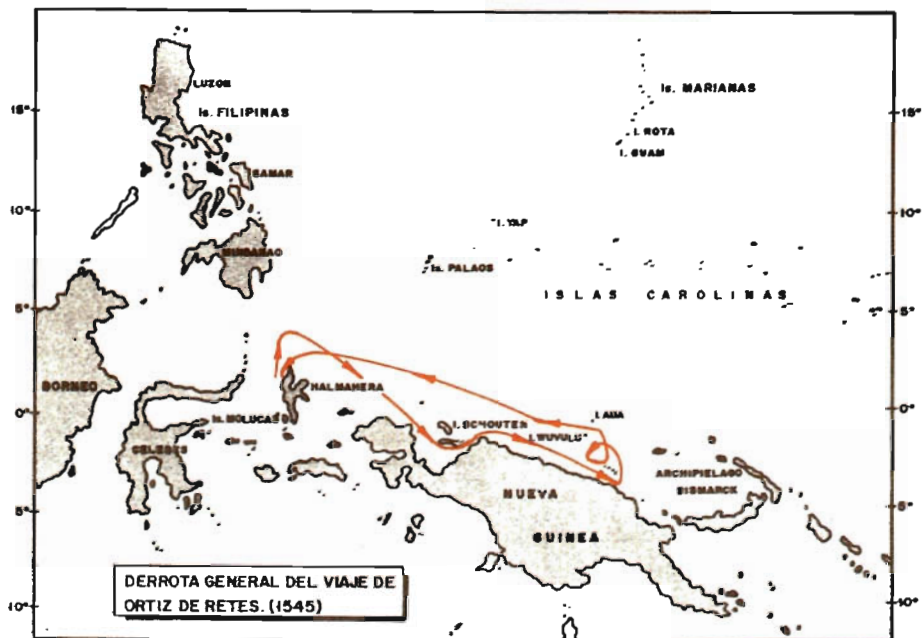 LUZON
Is. FILIPINAS
Is. MARIANAS
15°
15°
I. ROTA
I. GUAM
SAMAR
10°
10°
I. YAP
MINDANAO
Is. PALAOS
ISLAS CAROLINAS
5°
5°
BORNEO
HALMAHERA
0°
0°
Is. MOLUCAS
I. SCHOUTEN
I. WUVULU
I. AUA
CELEBES
ARCHIPIELAGO
BISMARCK
NUEVA
GUINEA
5°
5°
DERROTA GENERAL DEL VIAJE DE
ORTIZ DE RETES. (1545)
10°
10°